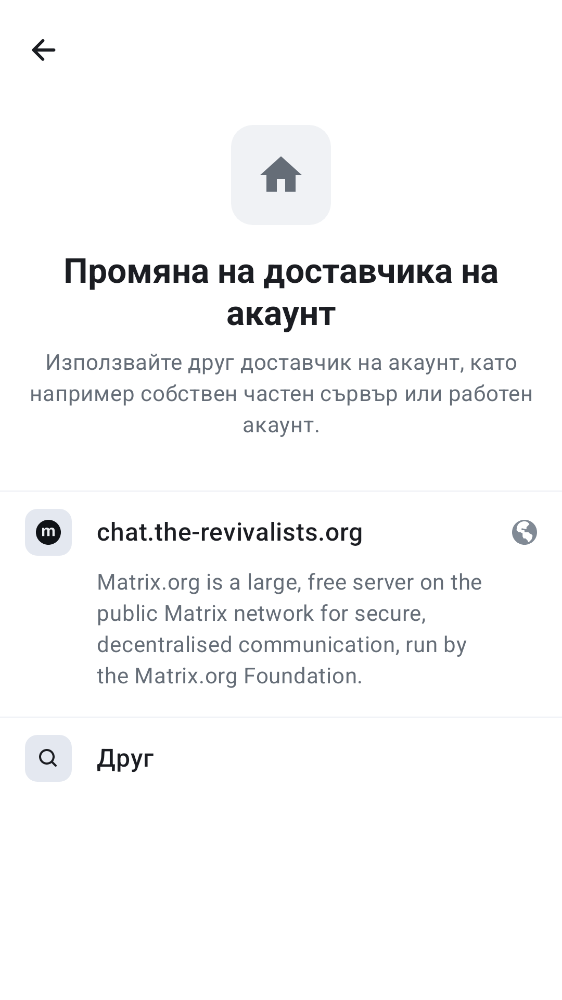 Промяна на доставчика на
акаунт
Използвайте друг доставчик на акаунт, като
например собствен частен сървър или работен
акаунт.
m
chat.the-revivalists.org
Matrix.org is a large, free server on the
public Matrix network for secure,
decentralised communication, run by
the Matrix.org Foundation.
Друг